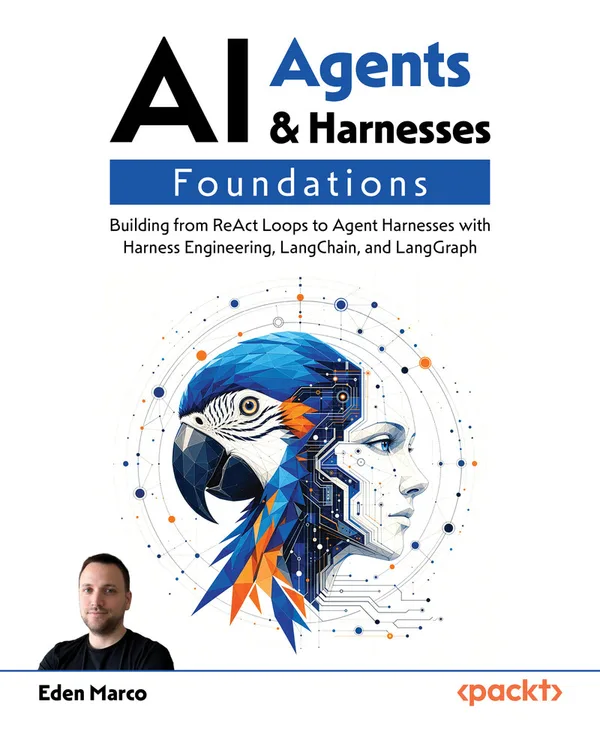 AI Agents
& Harnesses
Foundations
Building from ReAct Loops to Agent Harnesses with
Harness Engineering, LangChain, and LangGraph
Eden Marco
<packt>